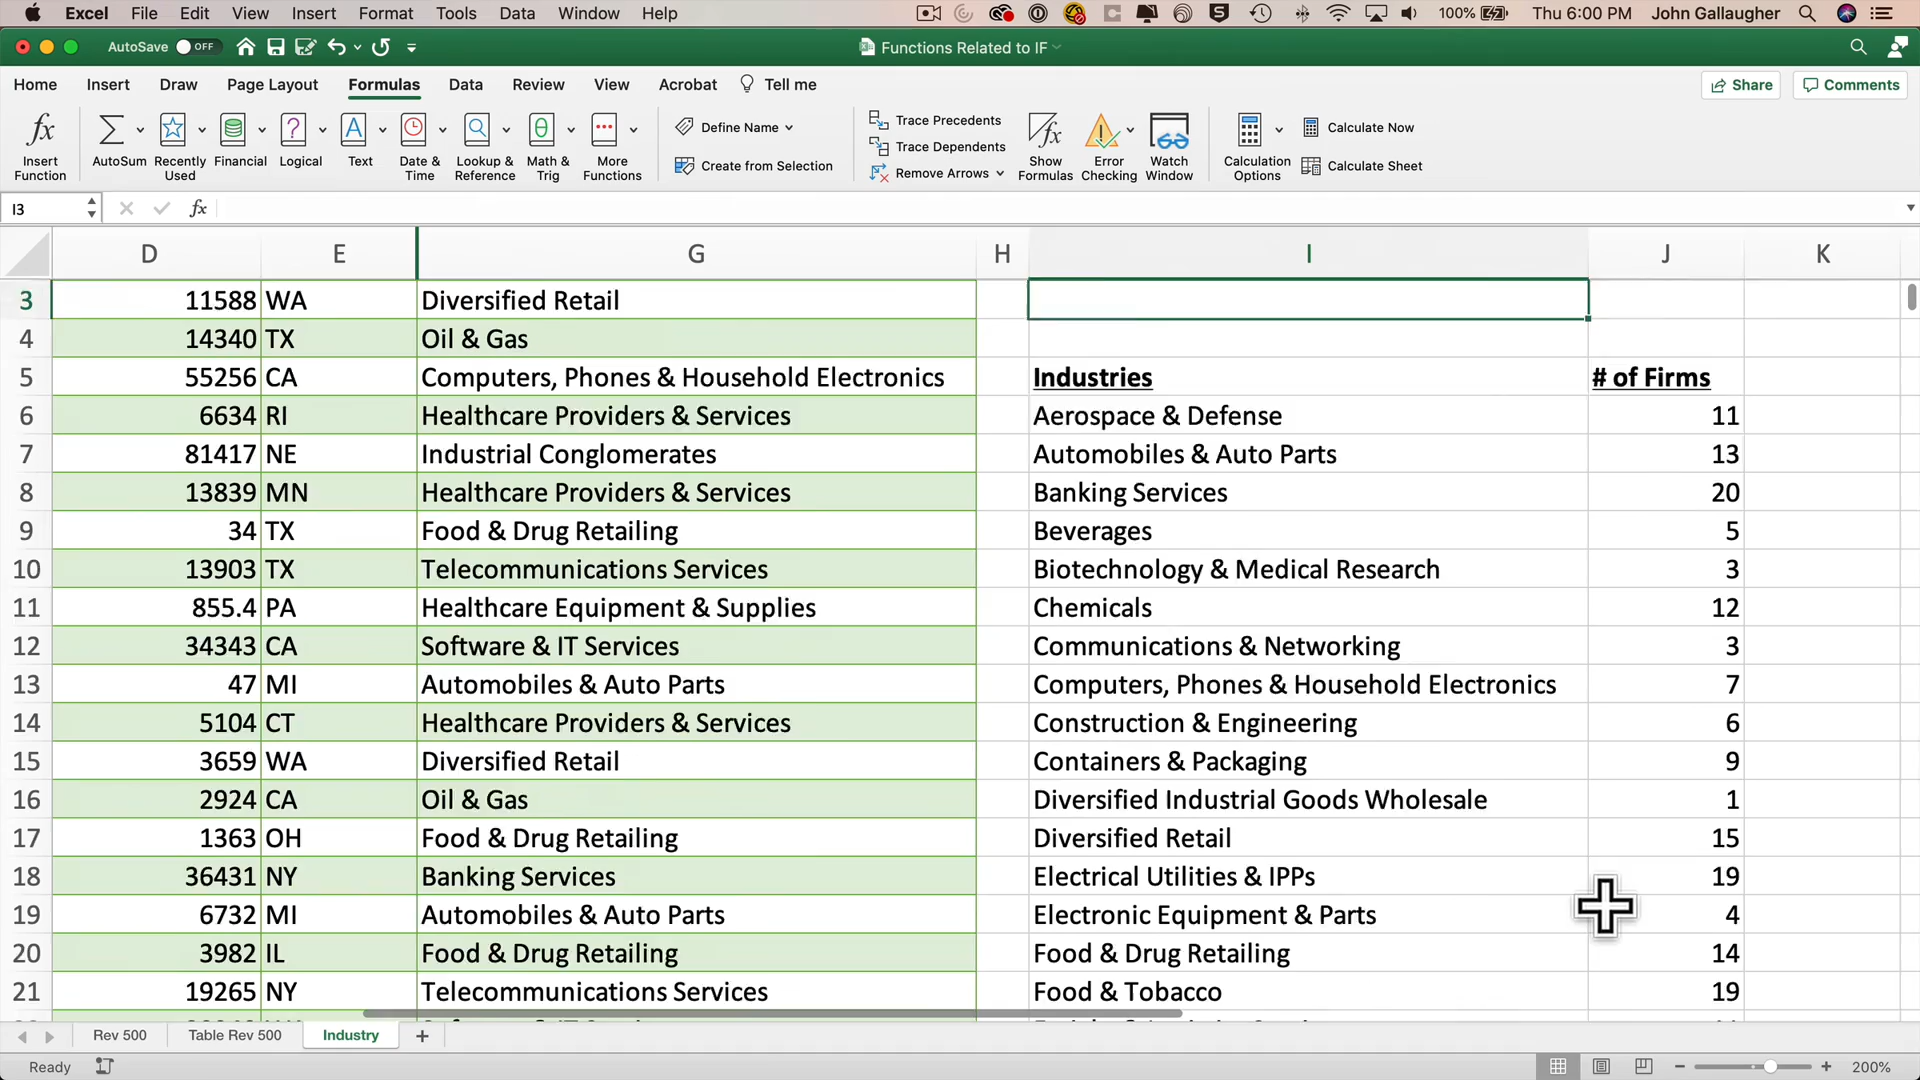 Excel File Edit View Insert Format Tools Data Window Help 100% Thu 6:00 PM John Gallaugher
AutoSave OFF Functions Related to IF
Home Insert Draw Page Layout Formulas Data Review View Acrobat Tell me Share Comments
Insert Function AutoSum Recently Used Financial Logical Text Date & Time Lookup & Reference Math & Trig More Functions
Define Name
Create from Selection
Trace Precedents
Trace Dependents
Remove Arrows
Show Formulas Error Checking Watch Window Calculation Options
Calculate Now
Calculate Sheet
I3 fx
D E G H I J K
3 11588 WA Diversified Retail
4 14340 TX Oil & Gas
5 55256 CA Computers, Phones & Household Electronics Industries # of Firms
6 6634 RI Healthcare Providers & Services Aerospace & Defense 11
7 81417 NE Industrial Conglomerates Automobiles & Auto Parts 13
8 13839 MN Healthcare Providers & Services Banking Services 20
9 34 TX Food & Drug Retailing Beverages 5
10 13903 TX Telecommunications Services Biotechnology & Medical Research 3
11 855.4 PA Healthcare Equipment & Supplies Chemicals 12
12 34343 CA Software & IT Services Communications & Networking 3
13 47 MI Automobiles & Auto Parts Computers, Phones & Household Electronics 7
14 5104 CT Healthcare Providers & Services Construction & Engineering 6
15 3659 WA Diversified Retail Containers & Packaging 9
16 2924 CA Oil & Gas Diversified Industrial Goods Wholesale 1
17 1363 OH Food & Drug Retailing Diversified Retail 15
18 36431 NY Banking Services Electrical Utilities & IPPs 19
19 6732 MI Automobiles & Auto Parts Electronic Equipment & Parts 4
20 3982 IL Food & Drug Retailing Food & Drug Retailing 14
21 19265 NY Telecommunications Services Food & Tobacco 19
Rev 500 Table Rev 500 Industry
Ready 200%